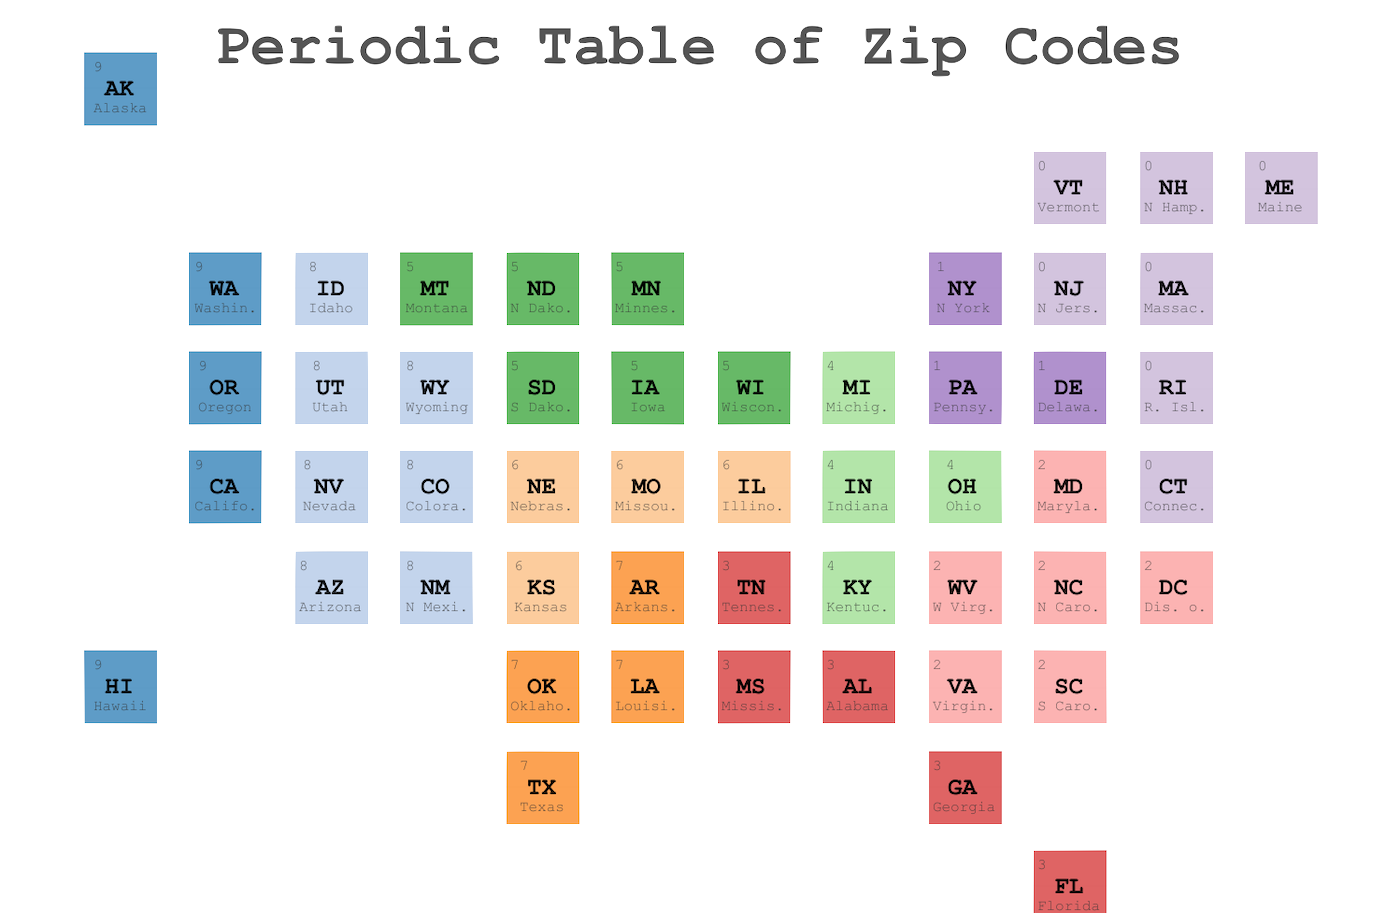 Periodic Table of Zip Codes
9
AK
Alaska
0
VT
Vermont
0
NH
N Hamp.
0
ME
Maine
9
WA
Washin.
8
ID
Idaho
5
MT
Montana
5
ND
N Dako.
5
MN
Minnes.
1
NY
N York
0
NJ
N Jers.
0
MA
Massac.
9
OR
Oregon
8
UT
Utah
8
WY
Wyoming
5
SD
S Dako.
5
IA
Iowa
5
WI
Wiscon.
4
MI
Michig.
1
PA
Pennsy.
1
DE
Delawa.
0
RI
R. Isl.
9
CA
Califo.
8
NV
Nevada
8
CO
Colora.
6
NE
Nebras.
6
MO
Missou.
6
IL
Illino.
4
IN
Indiana
4
OH
Ohio
2
MD
Maryla.
0
CT
Connec.
8
AZ
Arizona
8
NM
N Mexi.
6
KS
Kansas
7
AR
Arkans.
3
TN
Tennes.
4
KY
Kentuc.
2
WV
W Virg.
2
NC
N Caro.
2
DC
Dis. o.
9
HI
Hawaii
7
OK
Oklaho.
7
LA
Louisi.
3
MS
Missis.
3
AL
Alabama
2
VA
Virgin.
2
SC
S Caro.
7
TX
Texas
3
GA
Georgia
3
FL
Florida